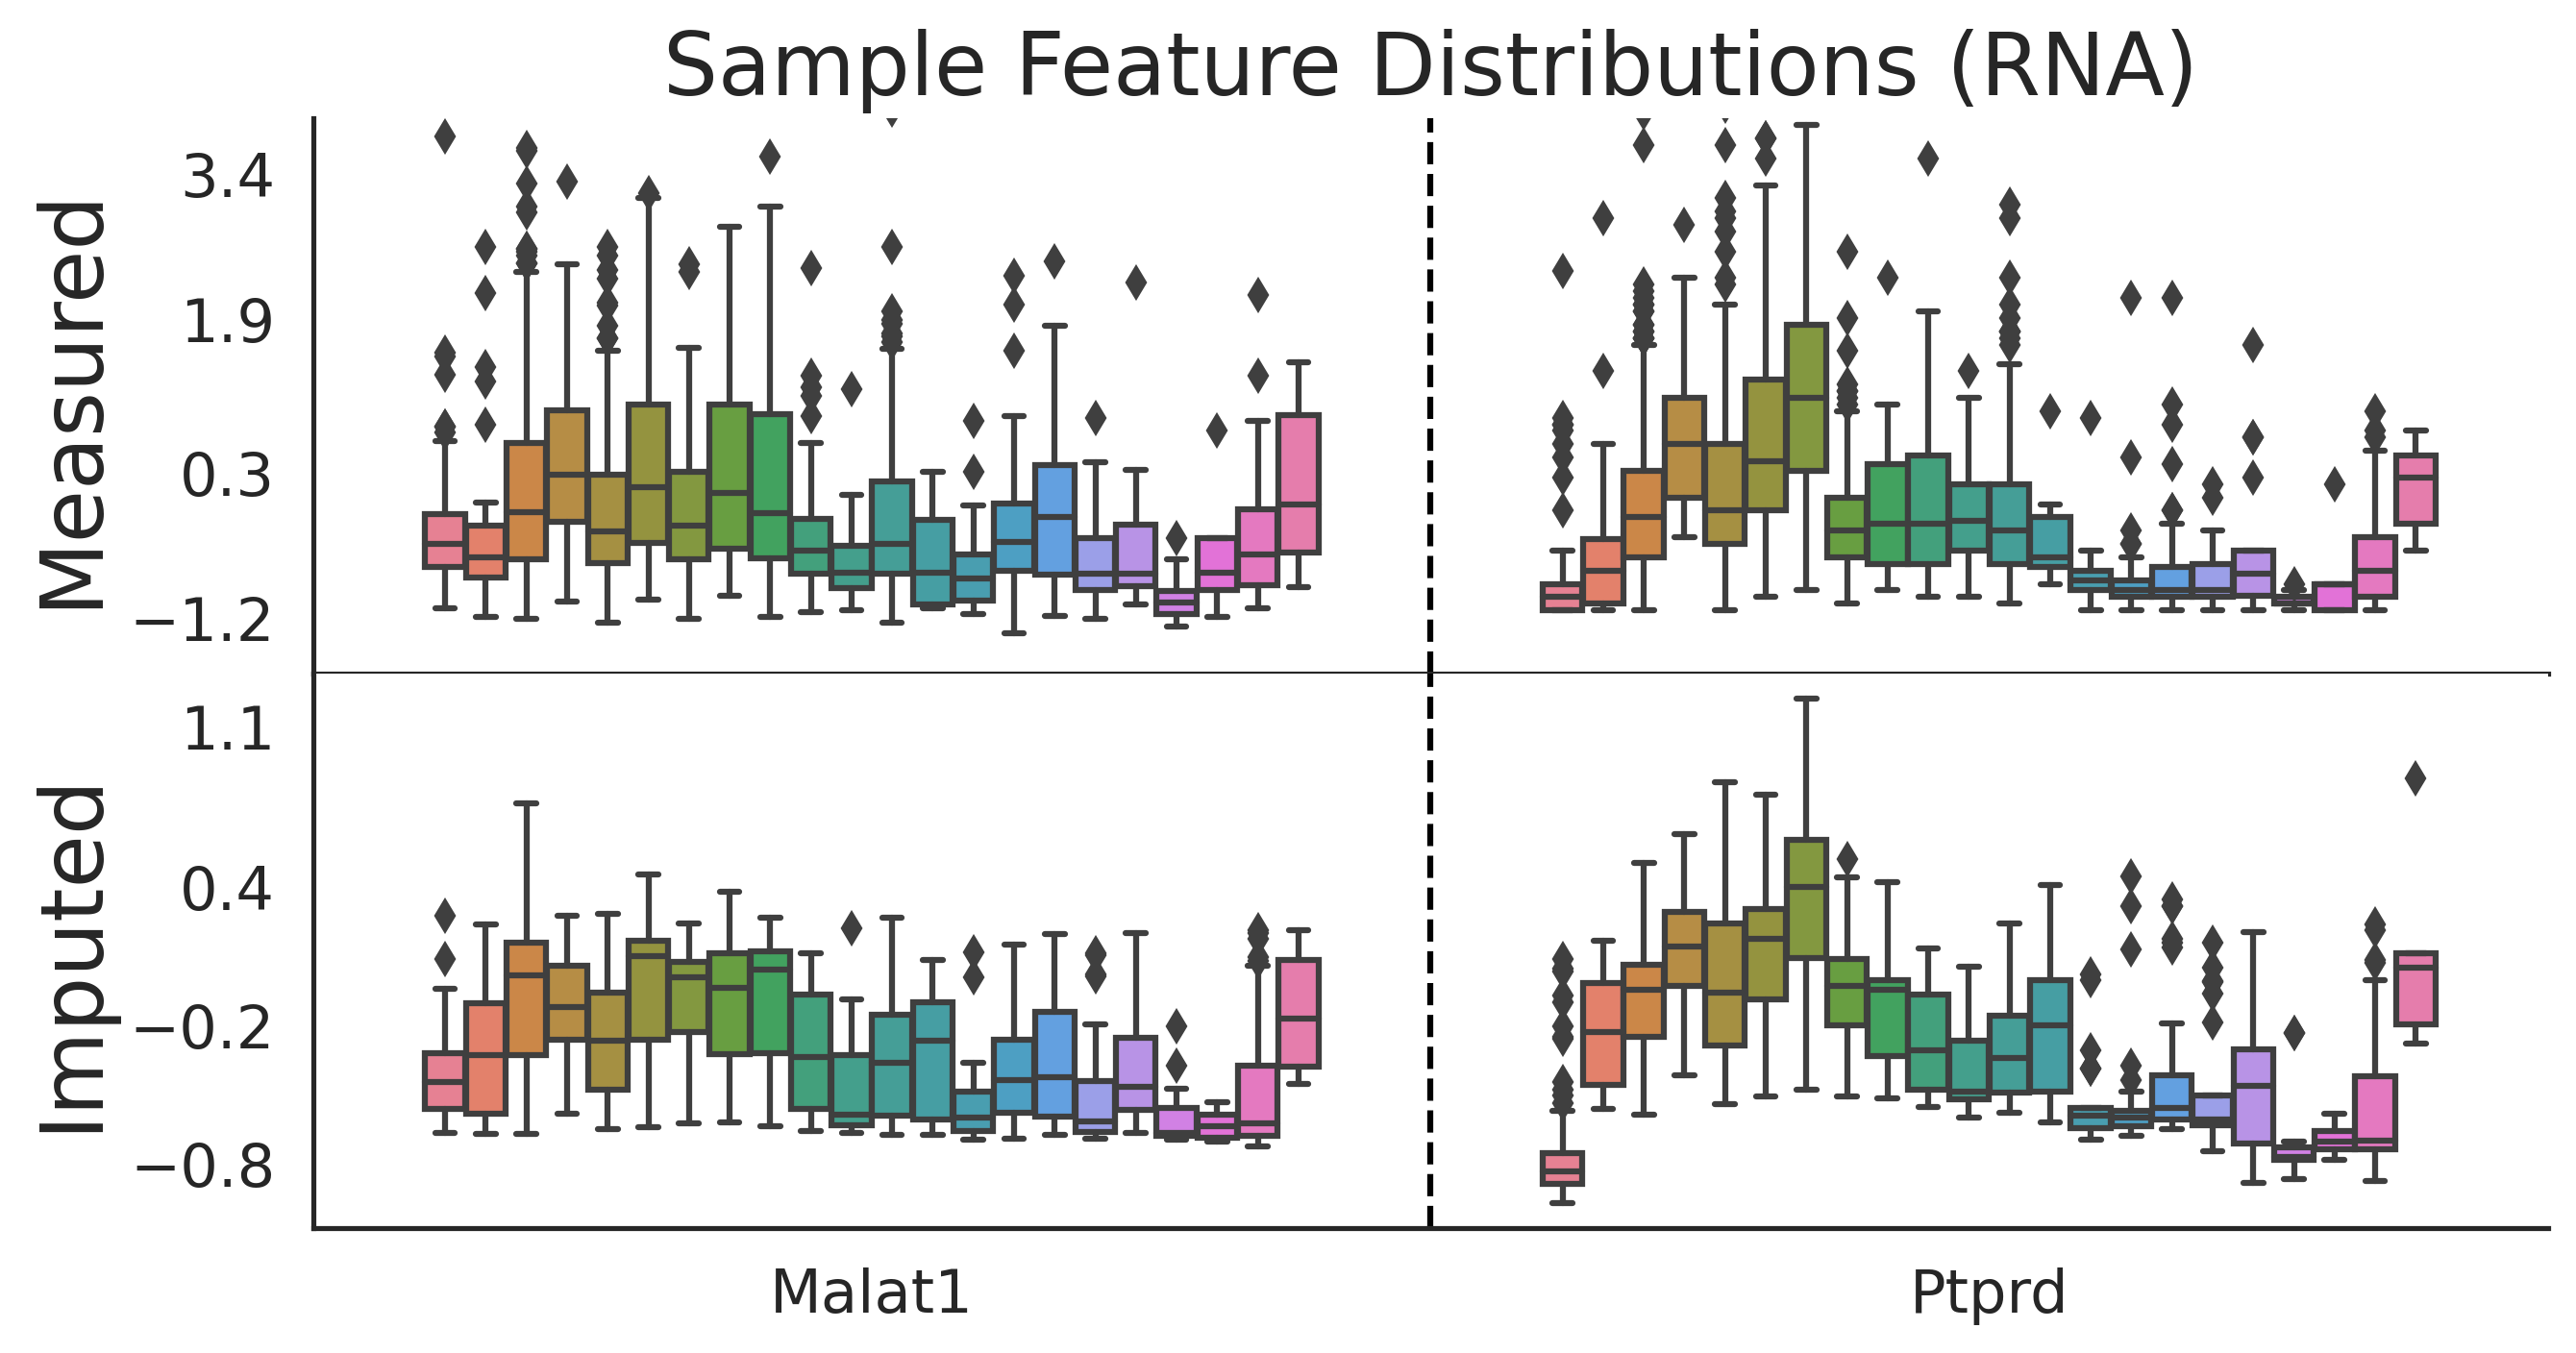 Sample Feature Distributions (RNA)
Measured
3.4
1.9
0.3
−1.2
Imputed
1.1
0.4
−0.2
−0.8
Malat1
Ptprd